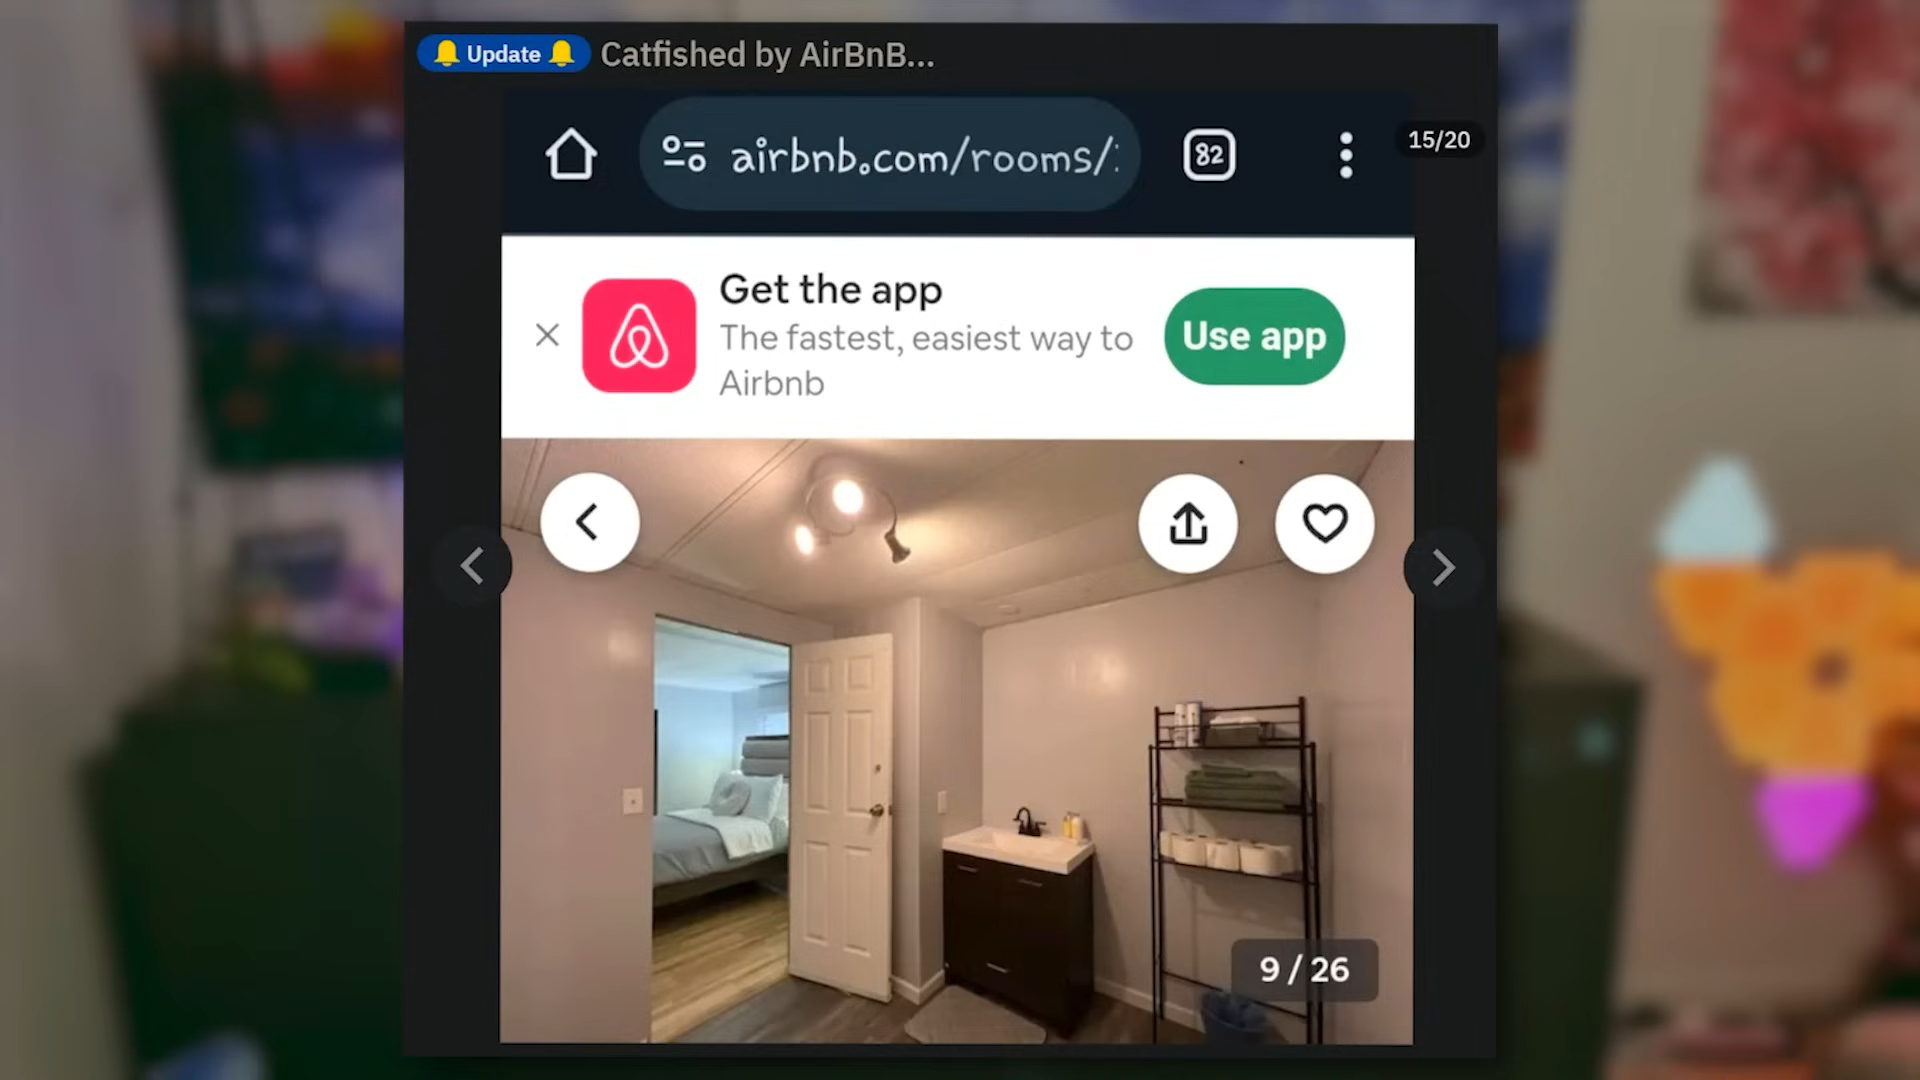 🔔 Update 🔔 Catfished by AirBnB...
airbnb.com/rooms/
82
15/20
Get the app
The fastest, easiest way to
Airbnb
Use app
9 / 26